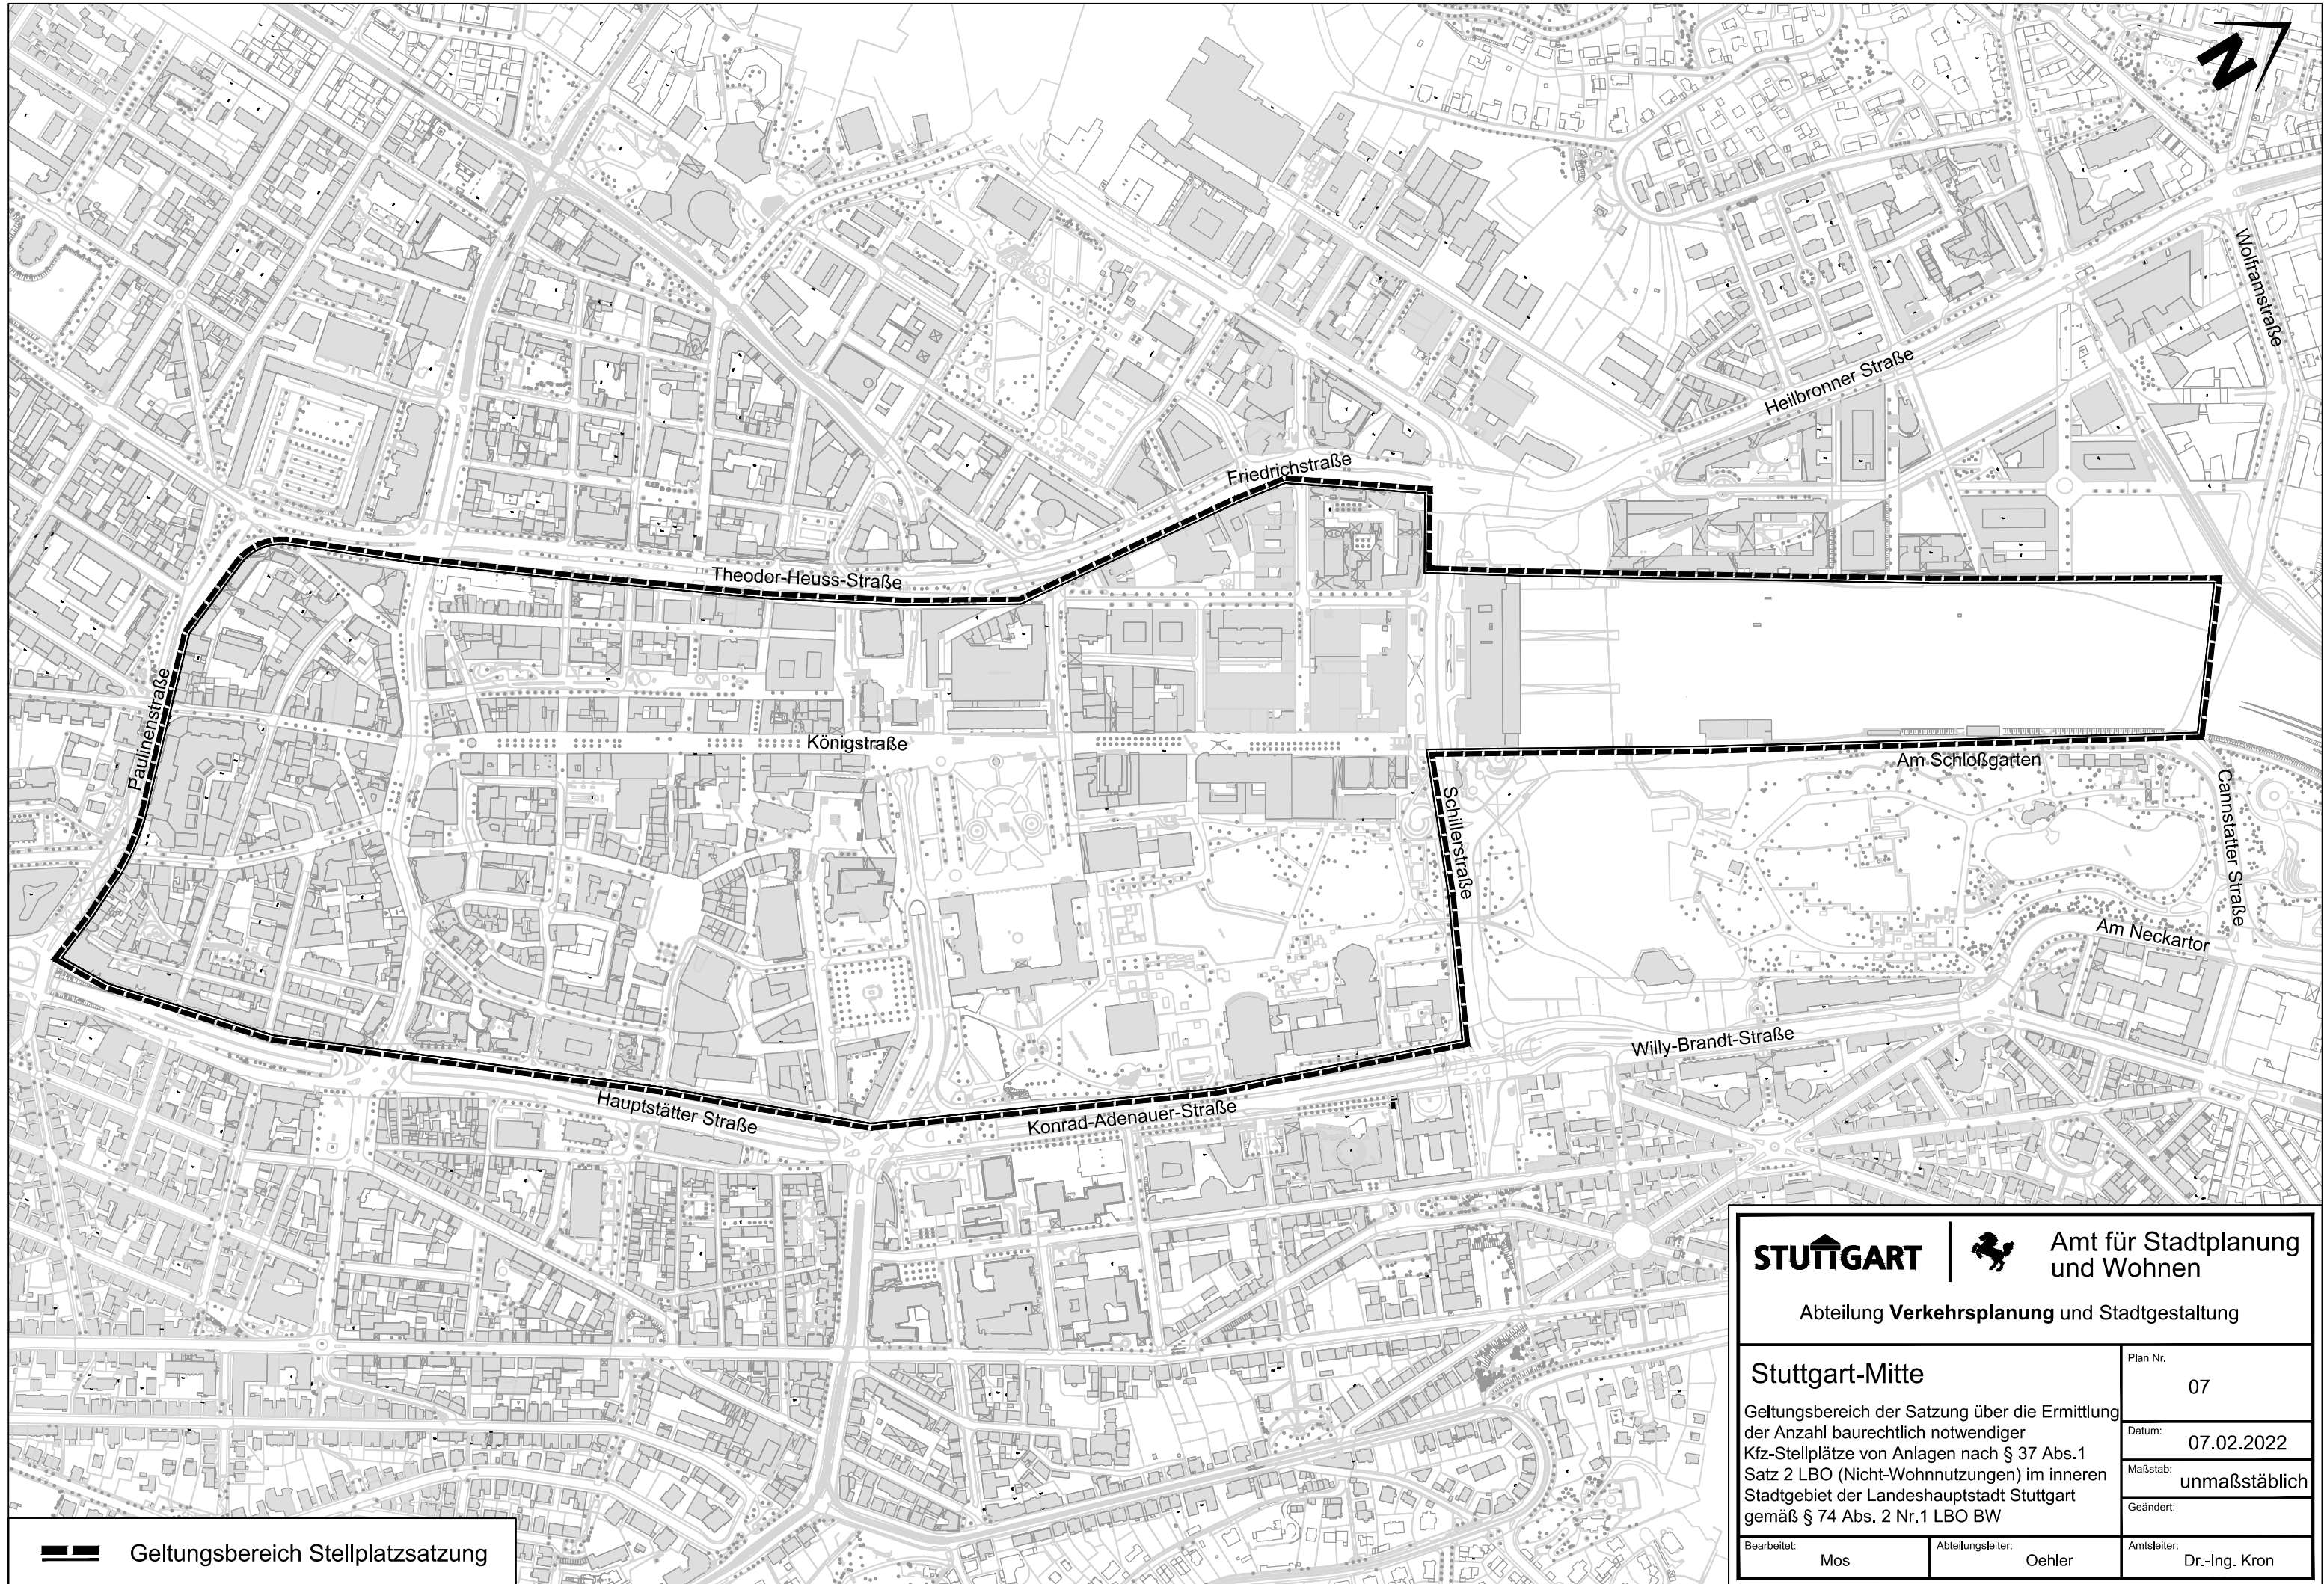 N
Wolframstraße
Heilbronner Straße
Friedrichstraße
Theodor-Heuss-Straße
Paulinenstraße
Königstraße
Am Schloßgarten
Schillerstraße
Cannstatter Straße
Am Neckartor
Willy-Brandt-Straße
Hauptstätter Straße
Konrad-Adenauer-Straße
STUTTGART
Amt für Stadtplanung
und Wohnen
Abteilung Verkehrsplanung und Stadtgestaltung
Stuttgart-Mitte
Geltungsbereich der Satzung über die Ermittlung
der Anzahl baurechtlich notwendiger
Kfz-Stellplätze von Anlagen nach § 37 Abs.1
Satz 2 LBO (Nicht-Wohnnutzungen) im inneren
Stadtgebiet der Landeshauptstadt Stuttgart
gemäß § 74 Abs. 2 Nr.1 LBO BW
Plan Nr.
07
Datum: 07.02.2022
Maßstab: unmaßstäblich
Geändert:
Bearbeitet: Mos
Abteilungsleiter: Oehler
Amtsleiter: Dr.-Ing. Kron
Geltungsbereich Stellplatzsatzung